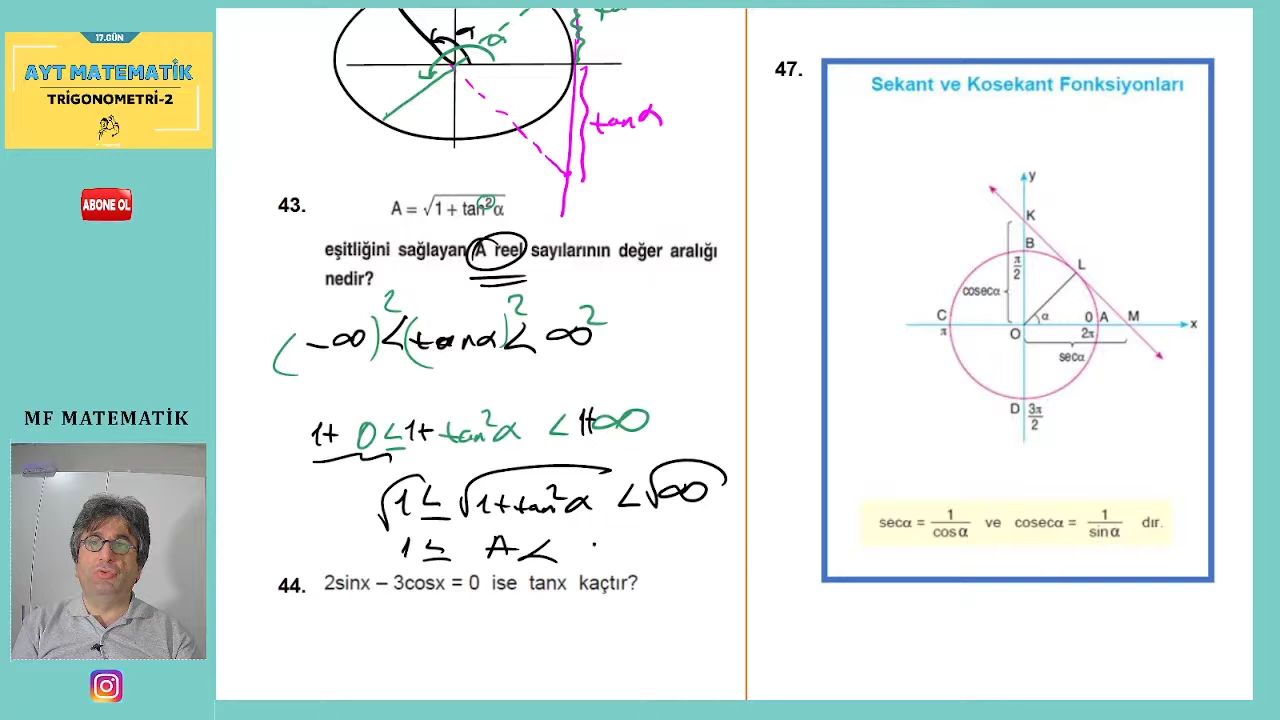 17.GÜN
AYT MATEMATİK
TRİGONOMETRİ-2
ABONE OL
MF MATEMATİK
α
α
tanα
43.
A = √1 + tan²α
eşitliğini sağlayan A reel sayılarının değer aralığı
nedir?
(-∞)² < (tanα)² < ∞²
1+ 0 ≤ 1+ tan²α < 1+∞
√1 ≤ √1+tan²α < √∞
1 ≤ A <
44. 2sinx – 3cosx = 0 ise tanx kaçtır?
47.
Sekant ve Kosekant Fonksiyonları
y
K
B
π/2
L
cosecα
C
π
O
α
0
A
M
2π
x
secα
D
3π/2
secα = 1/cosα ve cosecα = 1/sinα dır.